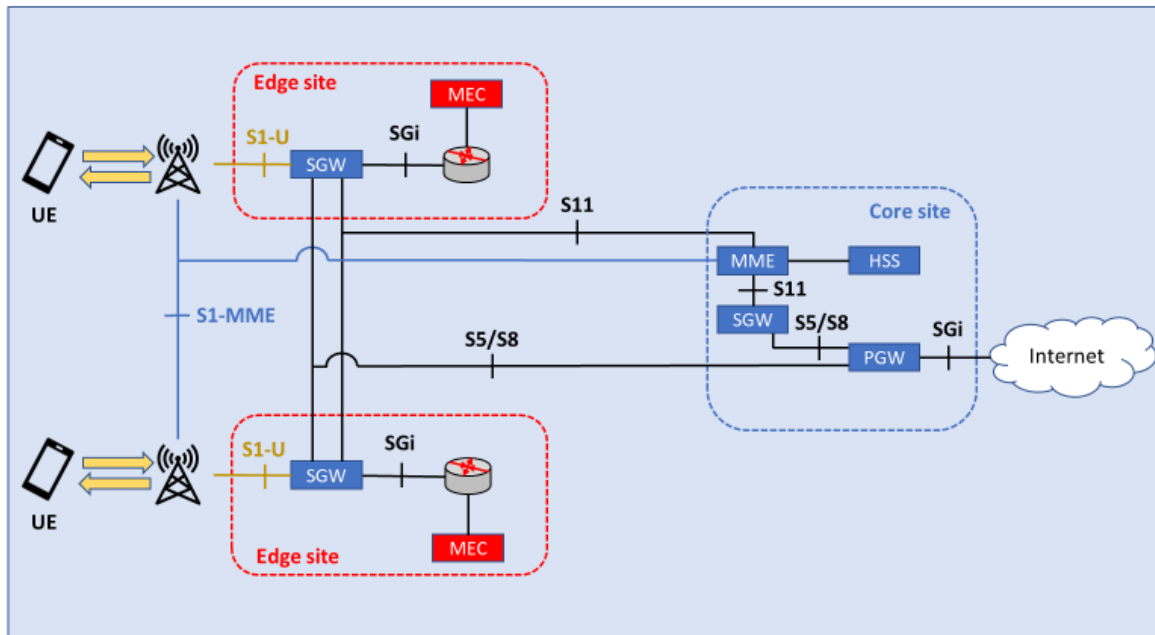 Edge site
MEC
S1-U
SGi
SGW
UE
S11
Core site
MME
HSS
S11
S1-MME
SGW
S5/S8
SGi
S5/S8
PGW
Internet
S1-U
SGi
SGW
UE
MEC
Edge site